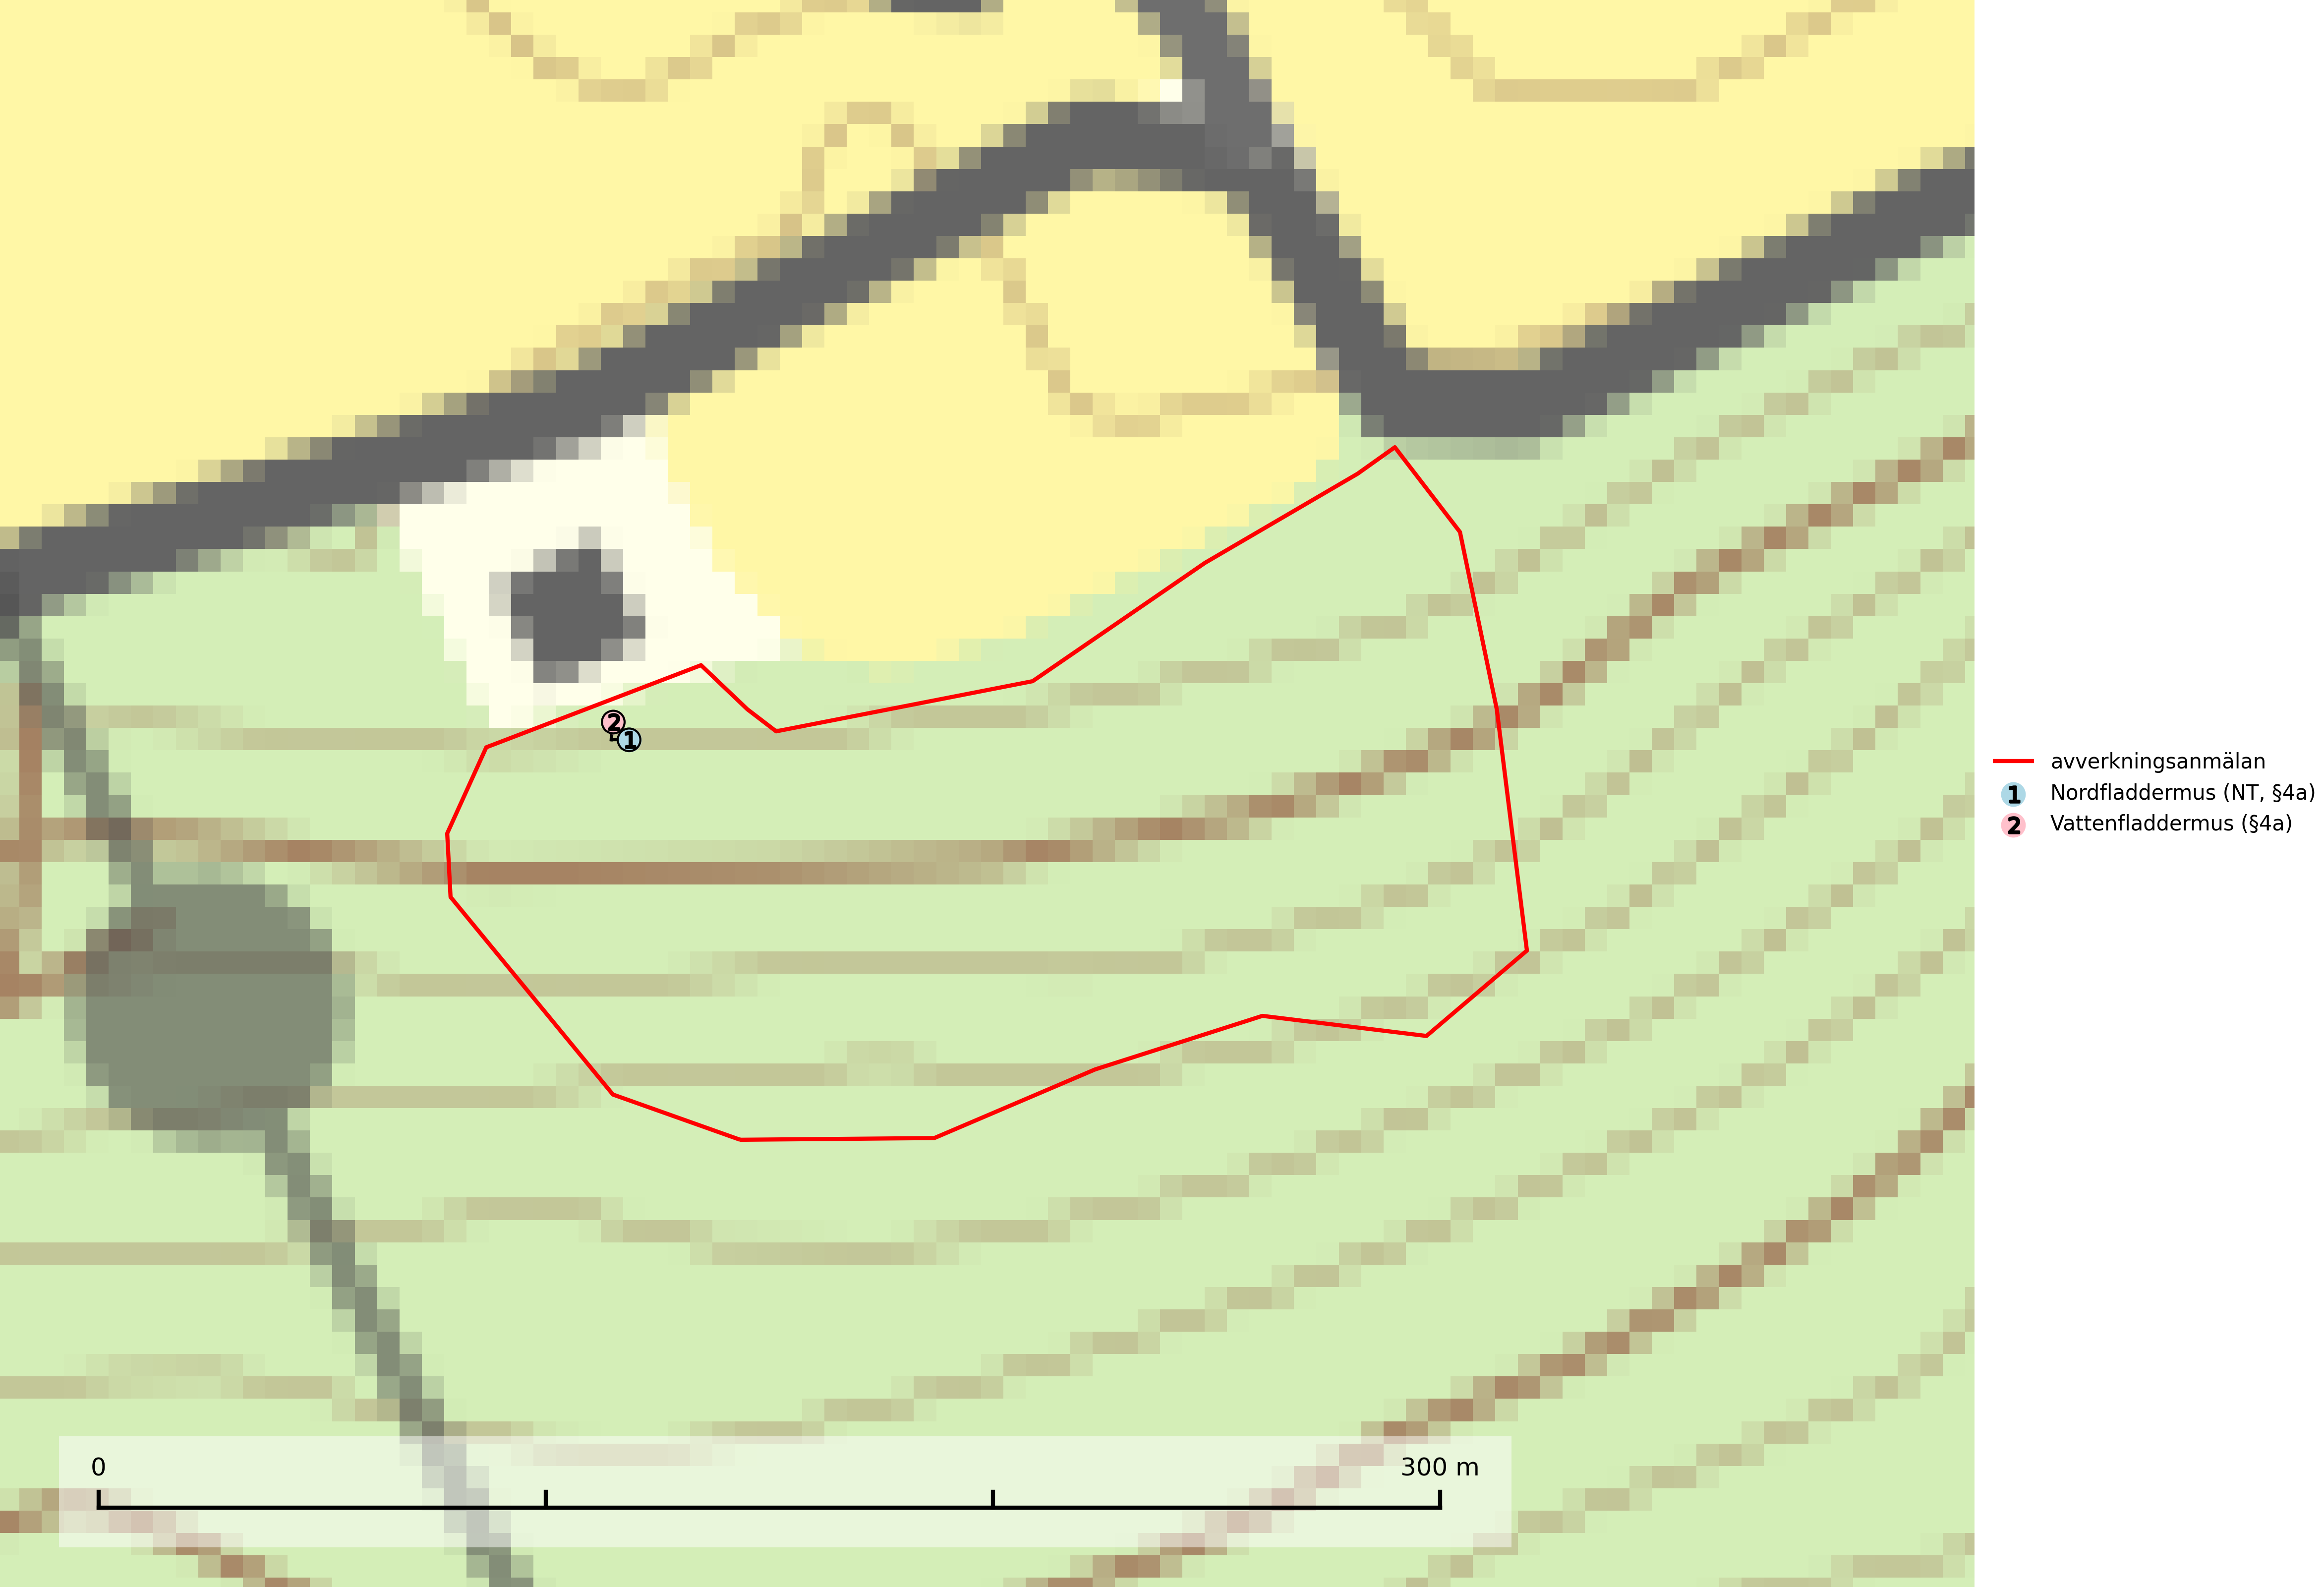 2
1
avverkningsanmälan
1 Nordfladdermus (NT, §4a)
2 Vattenfladdermus (§4a)
0 300 m